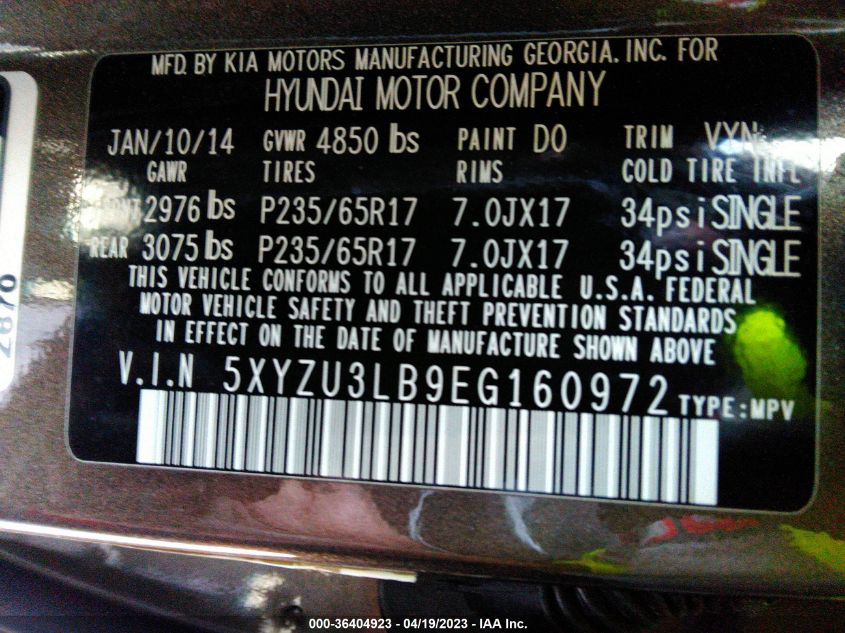 MFD. BY KIA MOTORS MANUFACTURING GEORGIA. INC. FOR
HYUNDAI MOTOR COMPANY
JAN/10/14 GVWR 4850 lbs PAINT DO TRIM VYN
GAWR TIRES RIMS COLD TIRE INFL
2976 lbs P235/65R17 7.0JX17 34psi SINGLE
REAR 3075 lbs P235/65R17 7.0JX17 34psi SINGLE
THIS VEHICLE CONFORMS TO ALL APPLICABLE U.S.A. FEDERAL
MOTOR VEHICLE SAFETY AND THEFT PREVENTION STANDARDS
IN EFFECT ON THE DATE OF MANUFACTURE SHOWN ABOVE
V.I.N 5XYZU3LB9EG160972 TYPE:MPV
2870
000-36404923 - 04/19/2023 - IAA Inc.